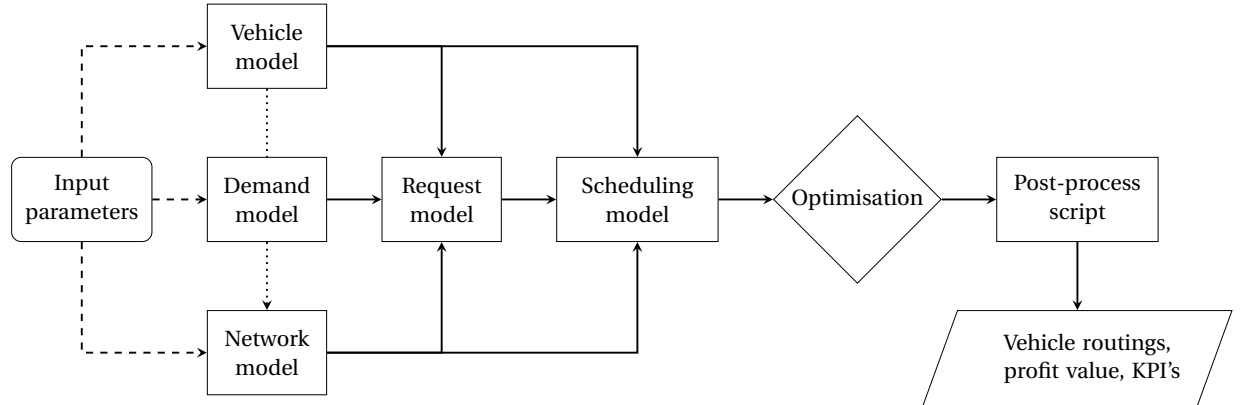 Vehicle
model
Input
parameters
Demand
model
Request
model
Scheduling
model
Optimisation
Post-process
script
Network
model
Vehicle routings,
profit value, KPI's